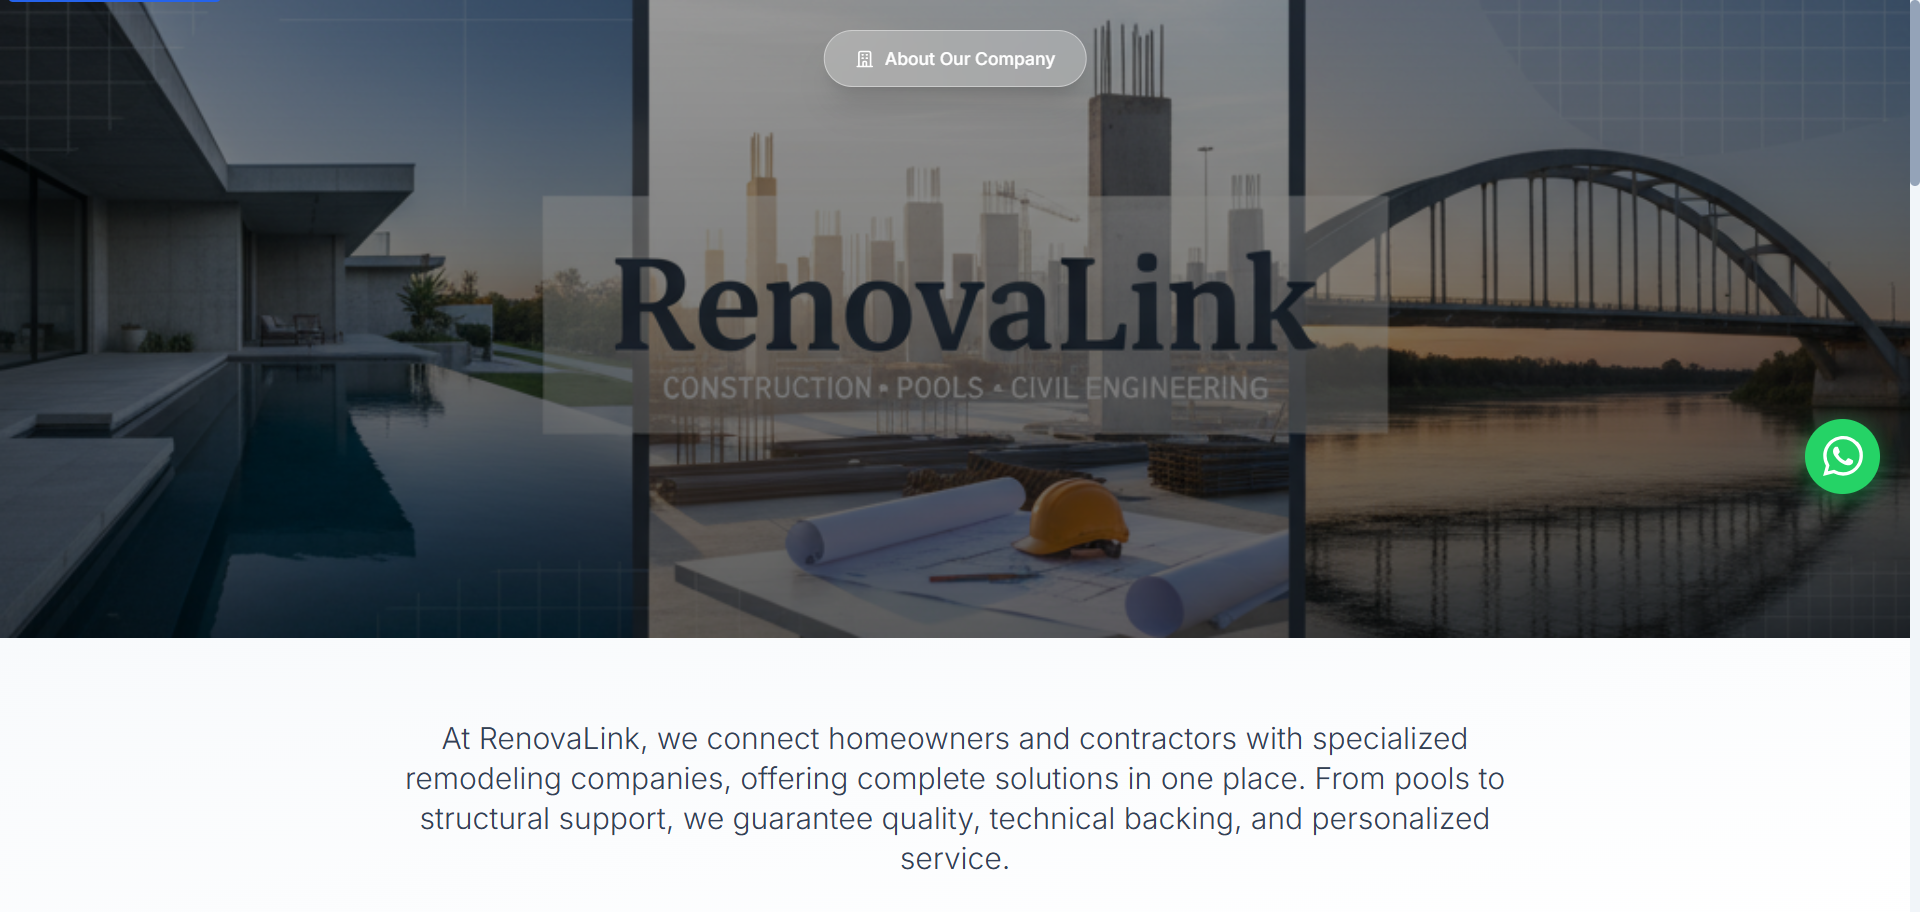 About Our Company
RenovaLink
CONSTRUCTION • POOLS • CIVIL ENGINEERING
At RenovaLink, we connect homeowners and contractors with specialized
remodeling companies, offering complete solutions in one place. From pools to
structural support, we guarantee quality, technical backing, and personalized
service.